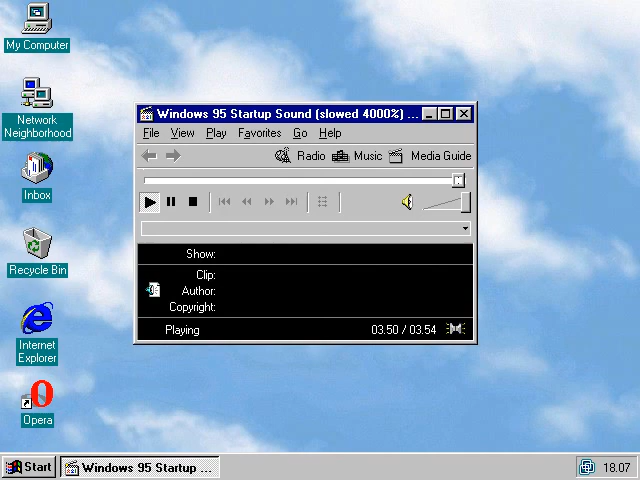 My Computer
Network
Neighborhood
Inbox
Recycle Bin
Internet
Explorer
Opera
Windows 95 Startup Sound (slowed 4000%) ...
File View Play Favorites Go Help
Radio Music Media Guide
Show:
Clip:
Author:
Copyright:
Playing 03.50 / 03.54
Start Windows 95 Startup ... 18.07